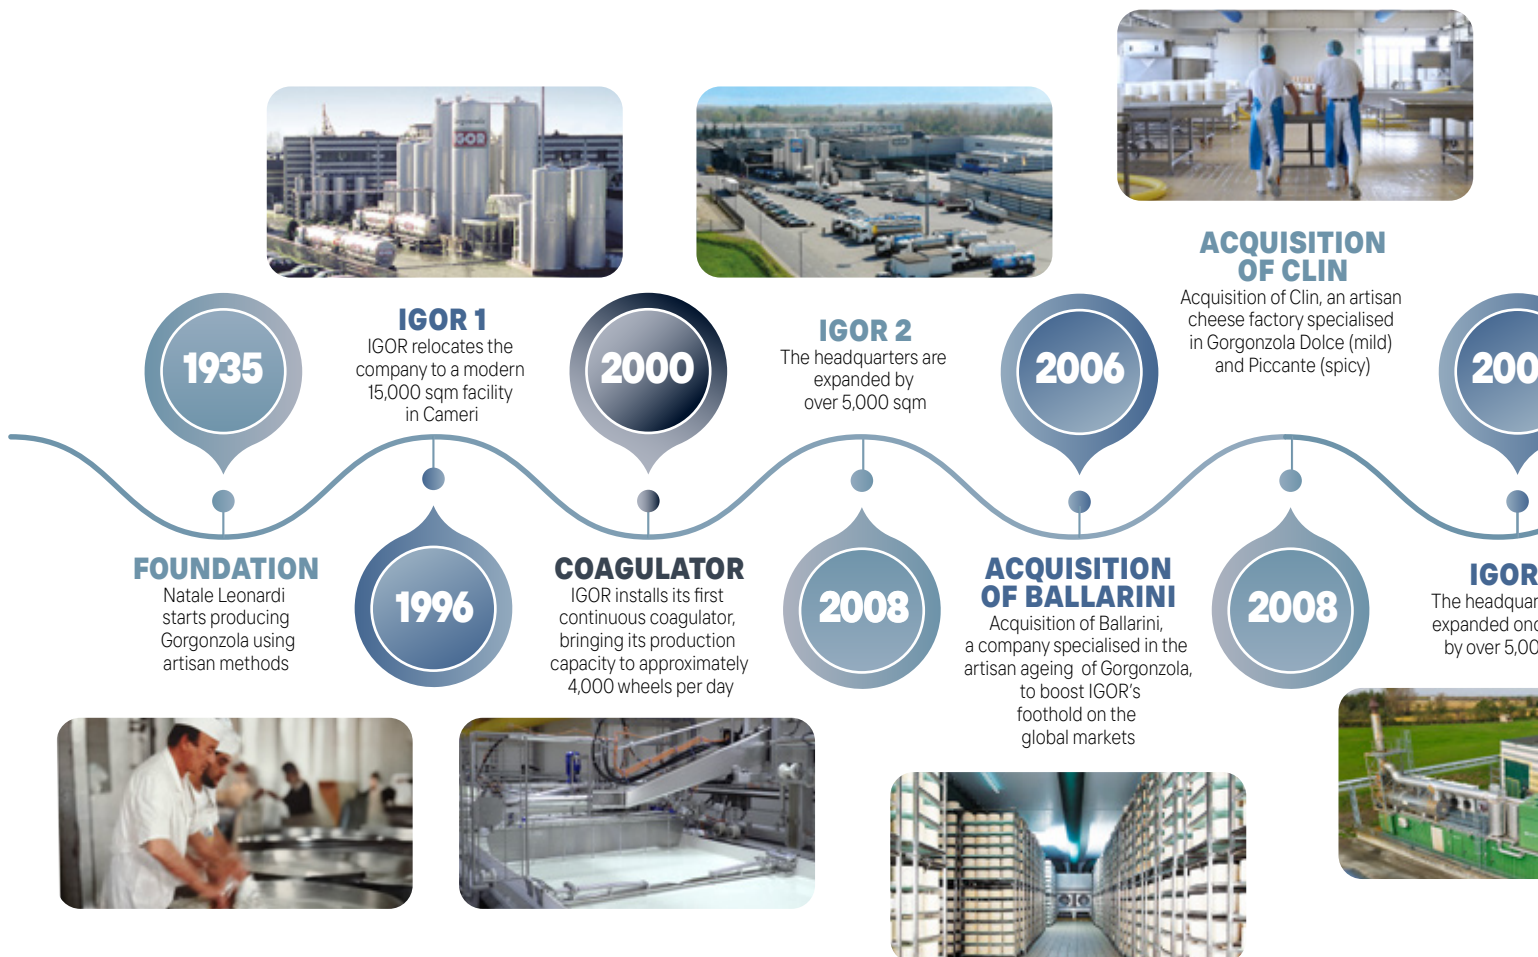 1935
FOUNDATION
Natale Leonardi
starts producing
Gorgonzola using
artisan methods
IGOR 1
IGOR relocates the
company to a modern
15,000 sqm facility
in Cameri
1996
2000
COAGULATOR
IGOR installs its first
continuous coagulator,
bringing its production
capacity to approximately
4,000 wheels per day
IGOR 2
The headquarters are
expanded by
over 5,000 sqm
2008
2006
ACQUISITION
OF BALLARINI
Acquisition of Ballarini,
a company specialised in the
artisan ageing of Gorgonzola,
to boost IGOR's
foothold on the
global markets
ACQUISITION
OF CLIN
Acquisition of Clin, an artisan
cheese factory specialised
in Gorgonzola Dolce (mild)
and Piccante (spicy)
2008
IGOR
The
expanded
by over